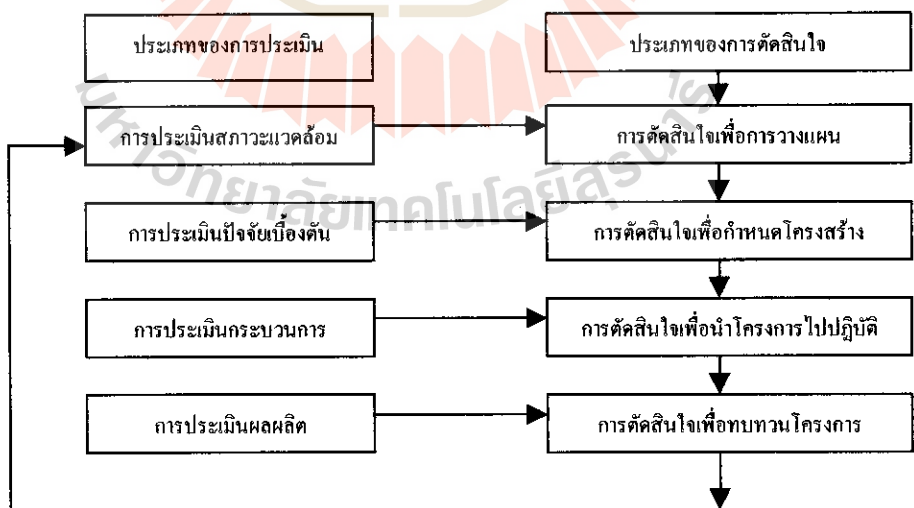 ประเภทของการประเมิน
ประเภทของการตัดสินใจ
การประเมินสภาวะแวดล้อม
การตัดสินใจเพื่อการวางแผน
การประเมินปัจจัยเบื้องต้น
การตัดสินใจเพื่อกำหนดโครงสร้าง
การประเมินกระบวนการ
การตัดสินใจเพื่อนำโครงการไปปฏิบัติ
การประเมินผลผลิต
การตัดสินใจเพื่อทบทวนโครงการ
มหาวิทยาลัยเทคโนโลยีสุรนารี